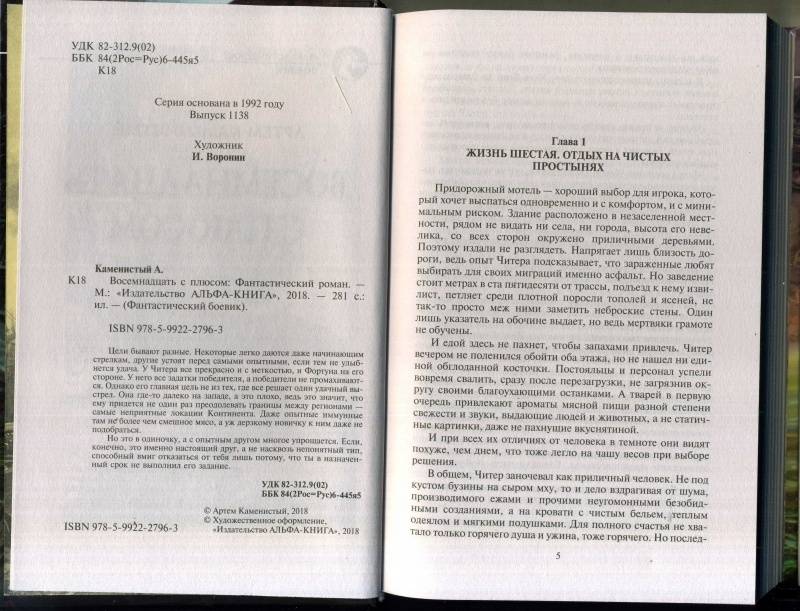 УДК 82-312.9(02)
ББК 84(2Рос=Рус)6-445я5
К18
Серия основана в 1992 году
Выпуск 1138
Художник
И. Воронин
Каменистый А.
К18 Восемнадцать с плюсом: Фантастический роман. —
М.: «Издательство АЛЬФА-КНИГА», 2018. — 281 с.:
ил. — (Фантастический боевик).
ISBN 978-5-9922-2796-3
Цели бывают разные. Некоторые легко даются даже начинающим
стрелкам, другие устоят перед самыми опытными, если тем не улыб-
нется удача. У Читера все прекрасно и с меткостью, и Фортуна на его
стороне. У него все задатки победителя, а победители не промахивают-
ся. Однако его главная цель не из тех, где все решает один удачный вы-
стрел. Она где-то далеко на западе, а это плохо, ведь это значит, что
ему придется не один раз преодолевать границы между регионами —
самые неприятные локации Континента. Даже опытные иммунные
там не более чем смешное мясо, а уж дерзкому новичку к ним даже не
подобраться.
Но это в одиночку, а с опытным другом многое упрощается. Если,
конечно, это именно настоящий друг, а не насквозь непонятный тип,
способный вмиг отказаться от тебя лишь потому, что ты в назначен-
ный срок не выполнил его задание.
УДК 82-312.9(02)
ББК 84(2Рос=Рус)6-445я5
© Артем Каменистый, 2018
© Художественное оформление,
ISBN 978-5-9922-2796-3 «Издательство АЛЬФА-КНИГА», 2018
Глава 1
ЖИЗНЬ ШЕСТАЯ. ОТДЫХ НА ЧИСТЫХ
ПРОСТЫНЯХ
Придорожный мотель — хороший выбор для игрока, кото-
рый хочет выспаться одновременно и с комфортом, и с мини-
мальным риском. Здание расположено в незаселенной мест-
ности, рядом не видать ни села, ни города, высота его неве-
лика, со всех сторон окружено приличными деревьями.
Поэтому издали не разглядеть. Напрягает лишь близость до-
роги, ведь опыт Читера подсказывает, что зараженные любят
выбирать для своих миграций именно асфальт. Но заведение
стоит метрах в ста пятидесяти от трассы, подъезд к нему изви-
лист, петляет среди плотной поросли тополей и ясеней, не
так-то просто меж ними заметить неброские стены. Один
лишь указатель на обочине выдает, но ведь мертвяки грамоте
не обучены.
И едой здесь не пахнет, чтобы запахами привлечь. Читер
вечером не поленился обойти оба этажа, но не нашел ни еди-
ной обглоданной косточки. Постояльцы и персонал успели
вовремя свалить, сразу после перезагрузки, не загрязнив ок-
ругу своими благоухающими останками. А тварей в первую
очередь привлекают ароматы мясной пищи разной степени
свежести и звуки, выдающие людей и животных, а не статич-
ные картинки, даже не пахнущие вкуснятиной.
И при всех их отличиях от человека в темноте они видят
похуже, чем днем, что тоже легло на чашу весов при выборе
решения.
В общем, Читер заночевал как приличный человек. Не под
кустом бузины на сыром мху, то и дело вздрагивая от шума,
производимого ежами и прочими неугомонными безобид-
ными созданиями, а на кровати с чистым бельем, теплым
одеялом и мягкими подушками. Для полного счастья не хва-
тало только горячего душа и ужина, тоже горячего. Но послед-
5